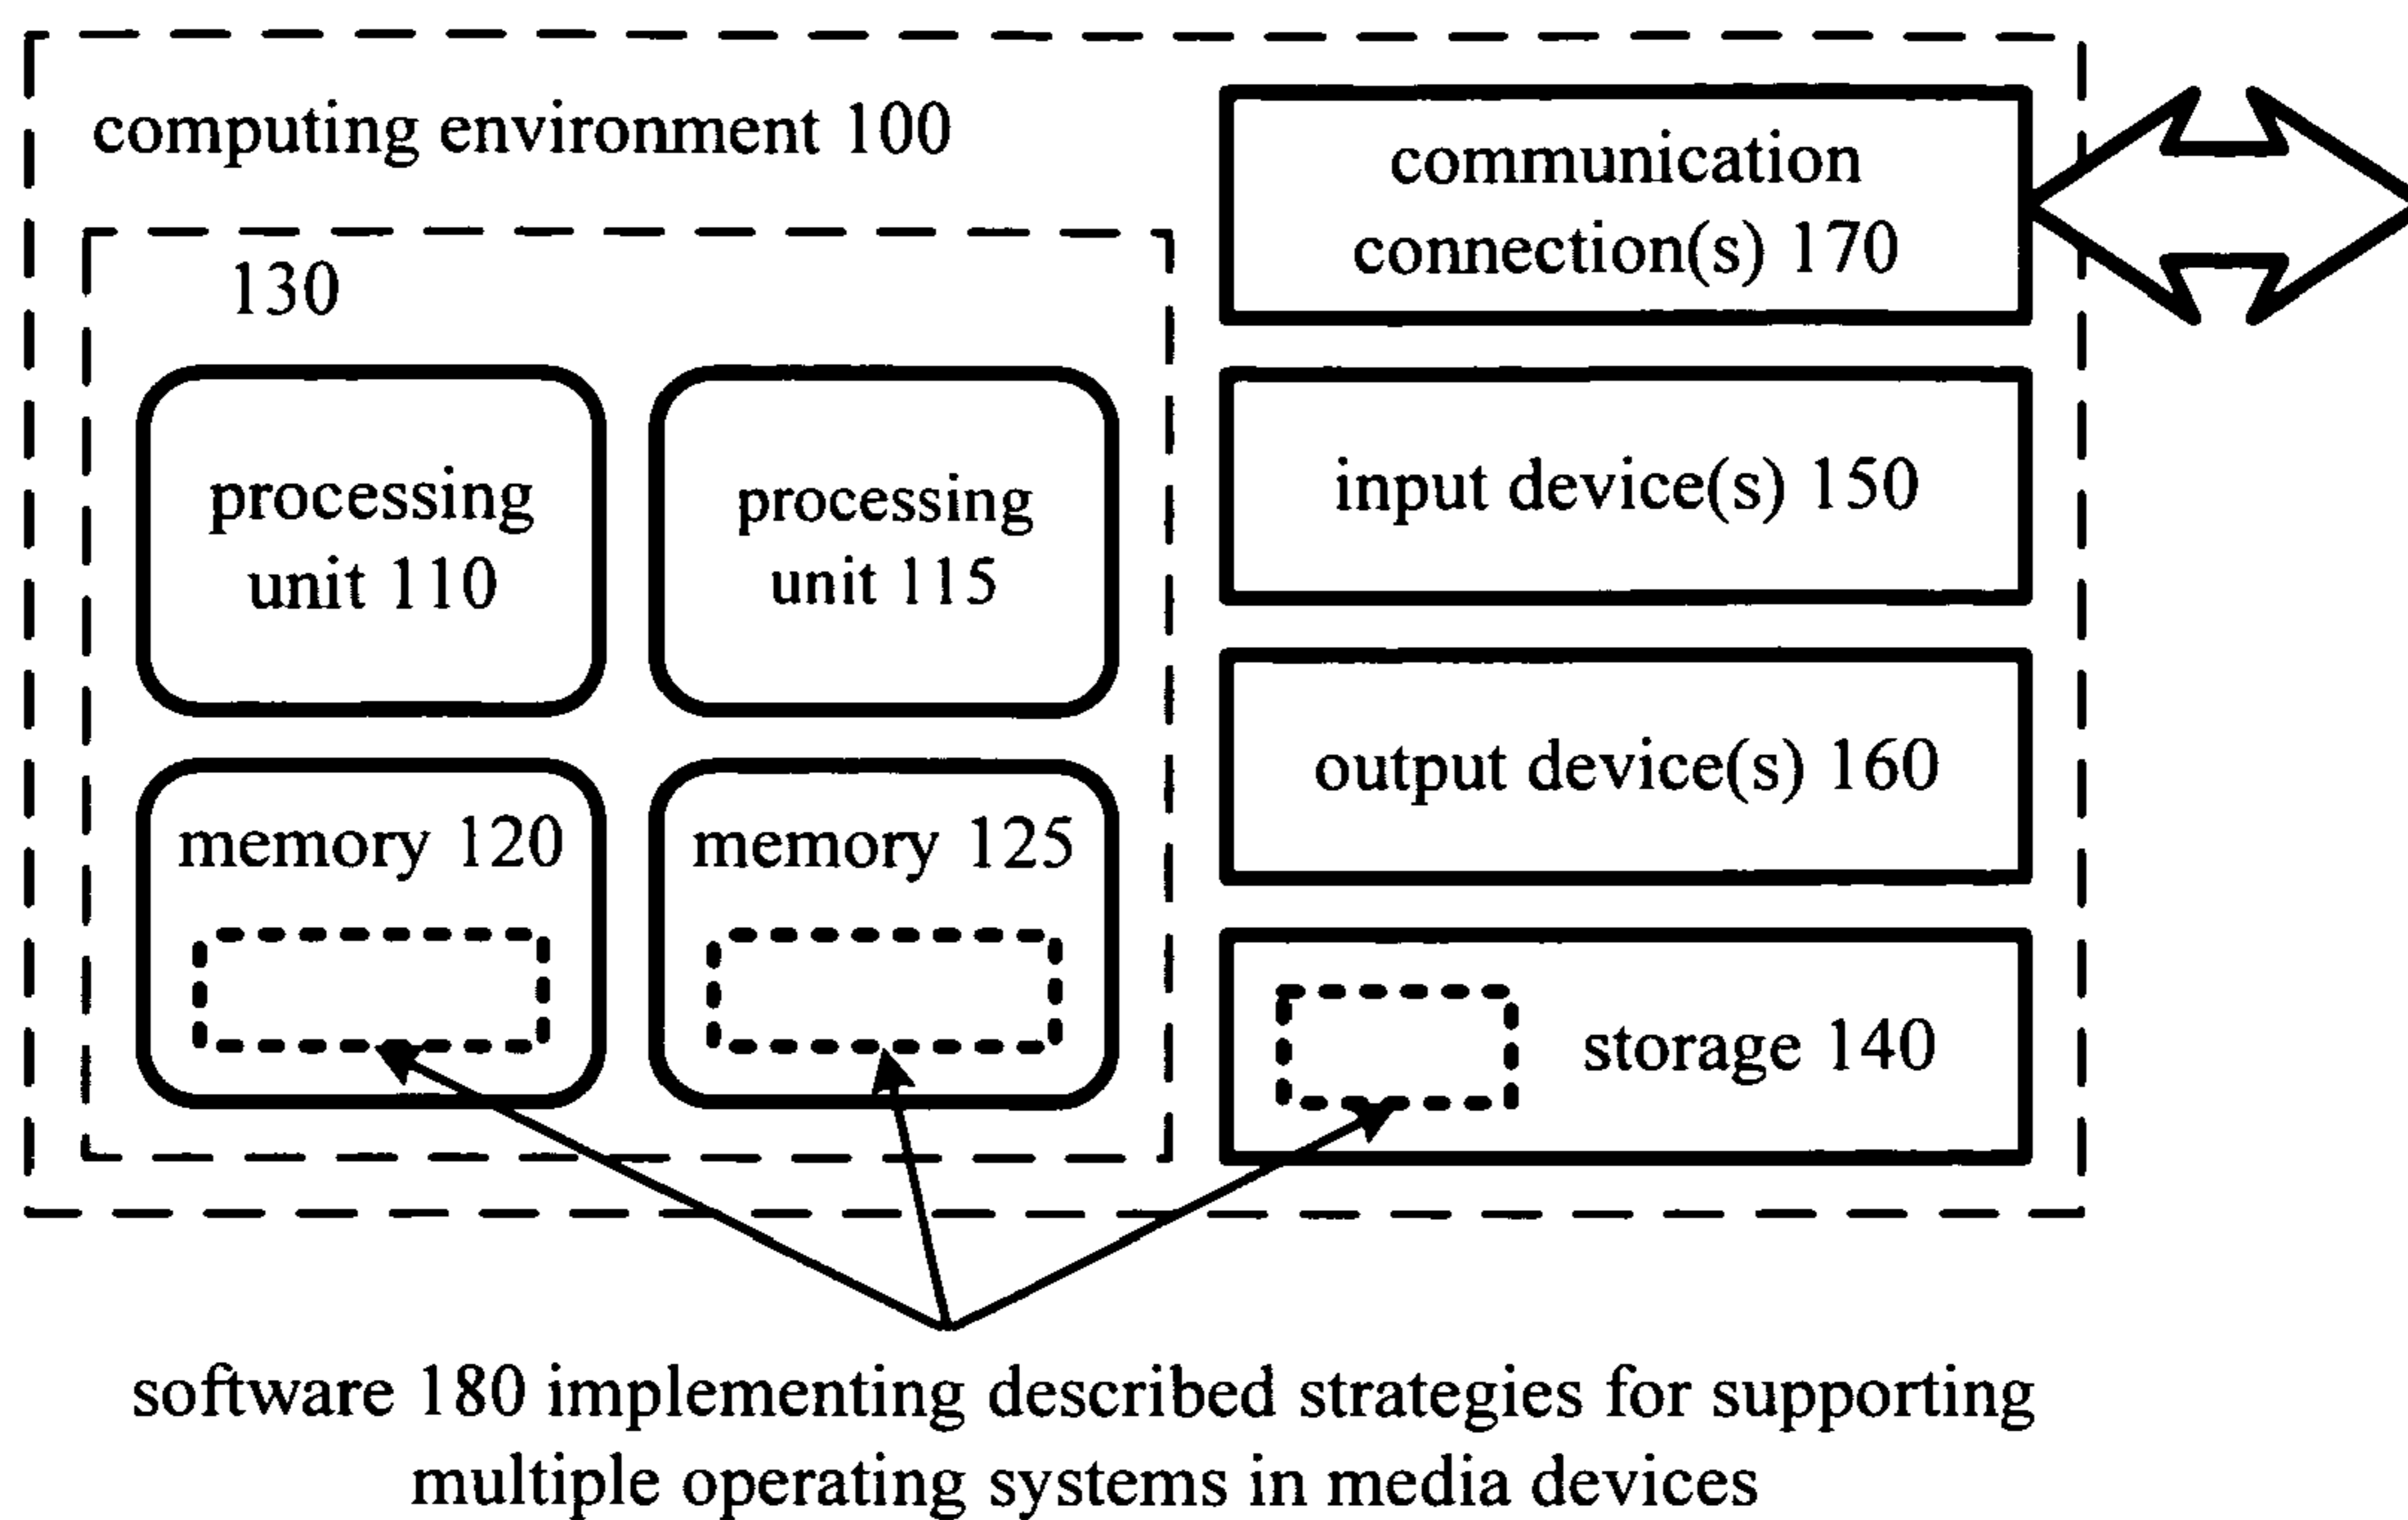 computing environment 100
130
processing
unit 110
processing
unit 115
memory 120
memory 125
communication
connection(s) 170
input device(s) 150
output device(s) 160
storage 140
software 180 implementing described strategies for supporting
multiple operating systems in media devices